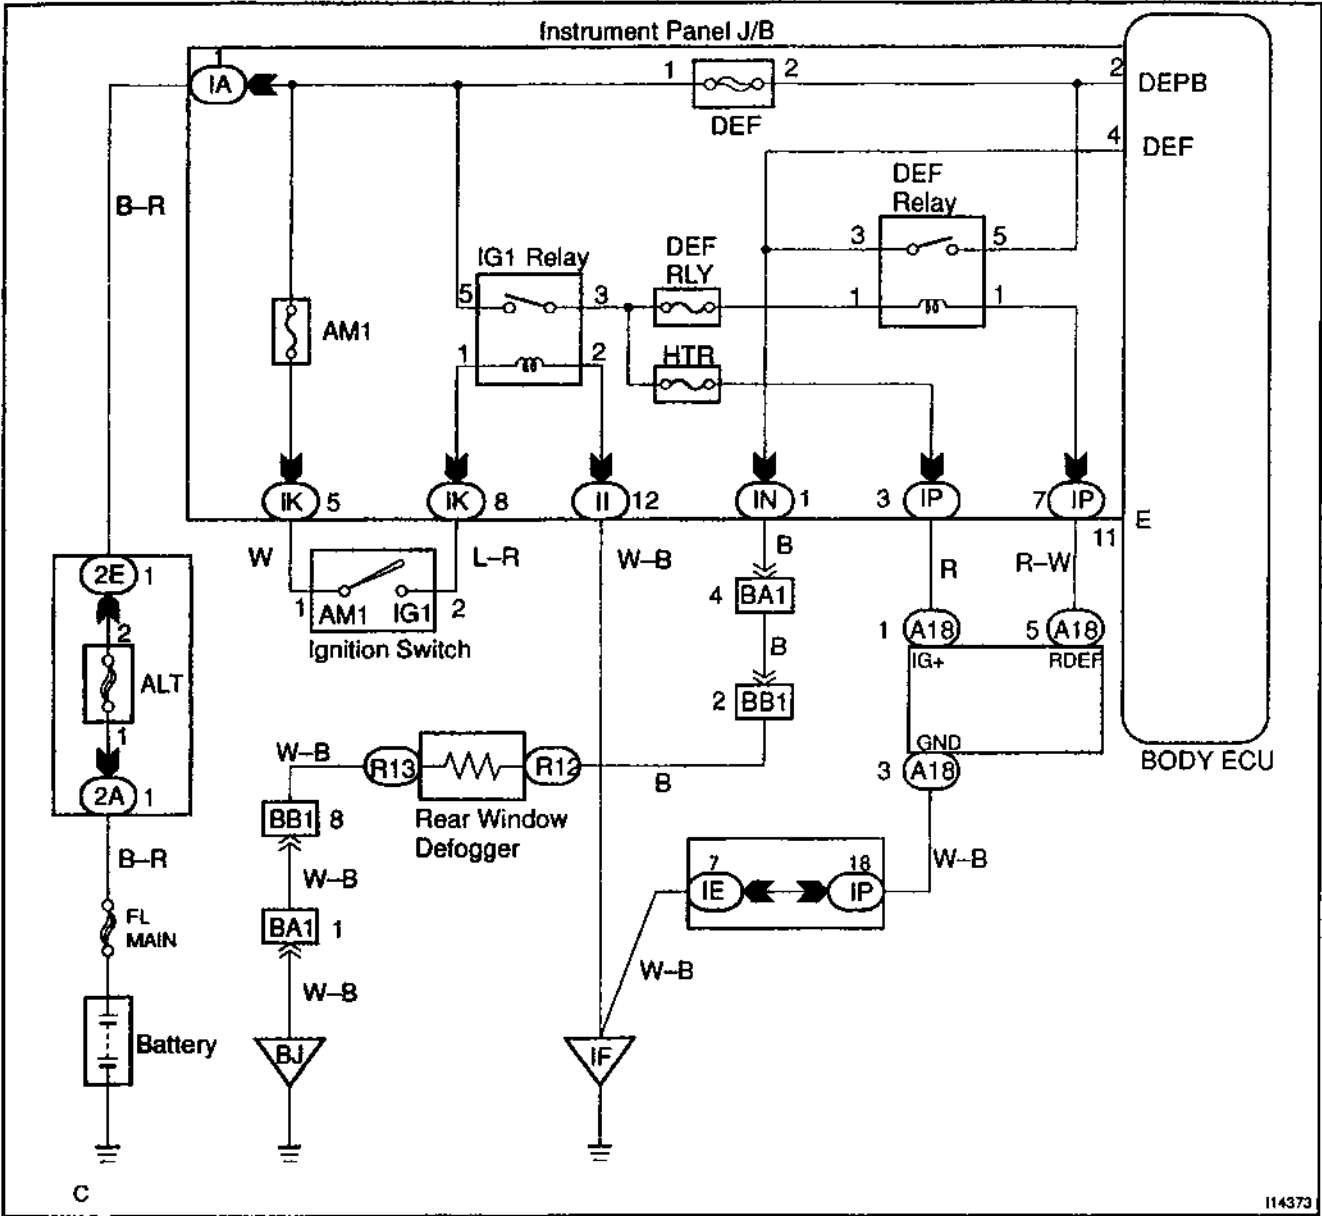 Instrument Panel J/B
1
IA
1
2
DEF
2
DEPB
4
DEF
B–R
DEF
Relay
3
5
IG1 Relay
DEF
RLY
5
3
1
1
AM1
1
2
HTR
IK
5
IK
8
II
12
IN
1
3
IP
7
IP
E
11
W
L–R
W–B
B
R
R–W
2E
1
1
AM1
IG1
2
4
BA1
Ignition Switch
1
A18
5
A18
2
B
IG+
RDEF
ALT
2
BB1
1
GND
BODY ECU
W–B
R13
R12
B
3
A18
2A
1
BB1
8
Rear Window
Defogger
B–R
W–B
7
18
W–B
IE
IP
FL
MAIN
BA1
1
W–B
W–B
Battery
BJ
IF
C
I14373